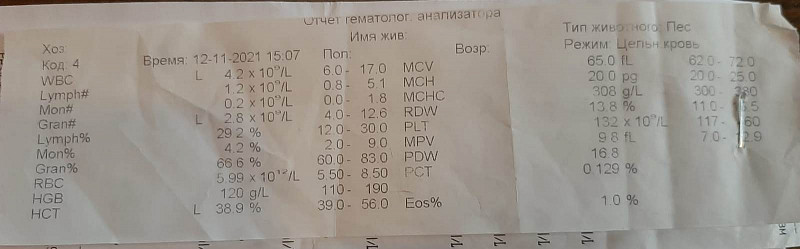 Отчет гематолог. анализатора
Хоз: Имя жив: Тип животного: Пес
Код: 4 Время: 12-11-2021 15:07 Пол: Возр: Режим: Цельн.кровь
WBC L 4.2 x 10⁹/L 6.0- 17.0 MCV 65.0 fL 62.0- 72.0
Lymph# 1.2 x 10⁹/L 0.8- 5.1 MCH 20.0 pg 20.0- 25.0
Mon# 0.2 x 10⁹/L 0.0- 1.8 MCHC 308 g/L 300- 380
Gran# L 2.8 x 10⁹/L 4.0- 12.6 RDW 13.8 % 11.0-
Lymph% 29.2 % 12.0- 30.0 PLT 132 x 10⁹/L 117-
Mon% 4.2 % 2.0- 9.0 MPV 9.8 fL 7.0- 12.9
Gran% 66.6 % 60.0- 83.0 PDW 16.8
RBC 5.99 x 10¹²/L 5.50- 8.50 PCT 0.129 %
HGB 120 g/L 110- 190
HCT L 38.9 % 39.0- 56.0 Eos% 1.0 %